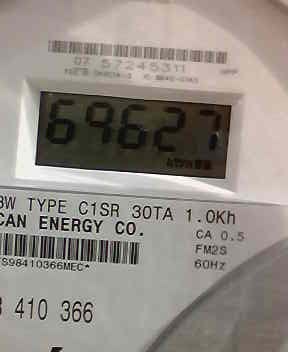 07 57245311
69627
3W TYPE C1SR 30TA 1.0Kh
CAN ENERGY CO. CA 0.5
FM2S
60Hz
TS98410366MEC*
3 410 366